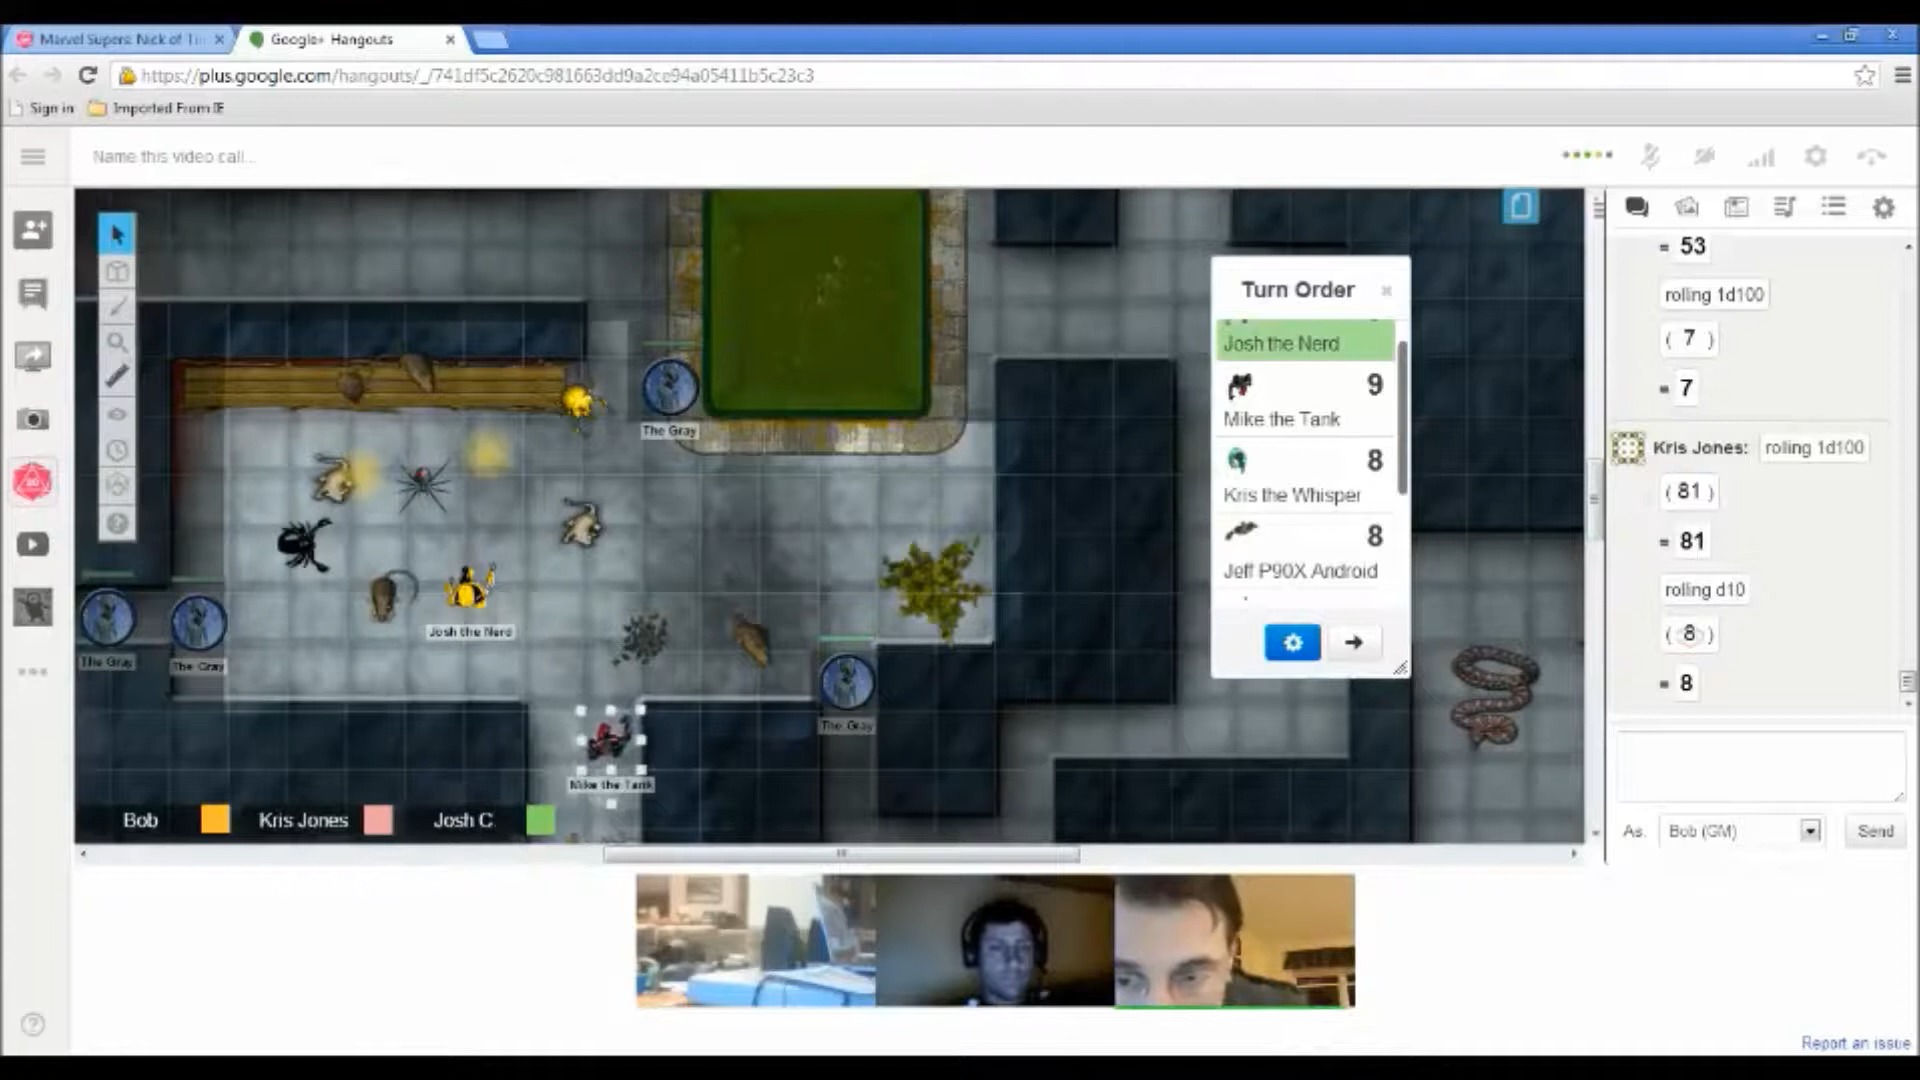 Marvel Supers: Nick of Tim
Google+ Hangouts
https://plus.google.com/hangouts/_/741df5c2620c981663dd9a2ce94a05411b5c23c3
Sign in
Imported From IE
Name this video call...
Turn Order
Josh the Nerd
9
Mike the Tank
8
Kris the Whisper
8
Jeff P90X Android
The Gray
The Gray
The Gray
Josh the Nerd
The Gray
Mike the Tank
Bob
Kris Jones
Josh C.
= 53
rolling 1d100
( 7 )
= 7
Kris Jones: rolling 1d100
( 81 )
= 81
rolling d10
( 8 )
= 8
As: Bob (GM)
Send
Report an issue